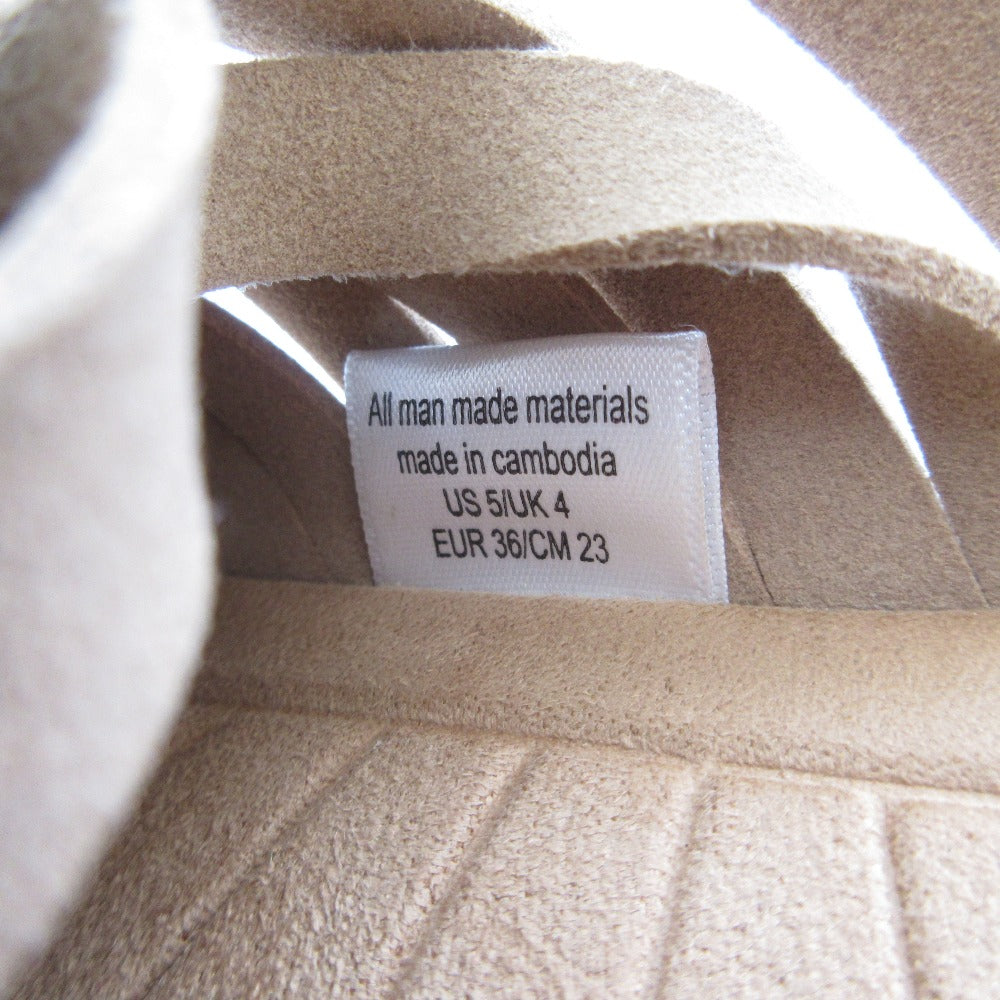 All man made materials
made in cambodia
US 5/UK 4
EUR 36/CM 23